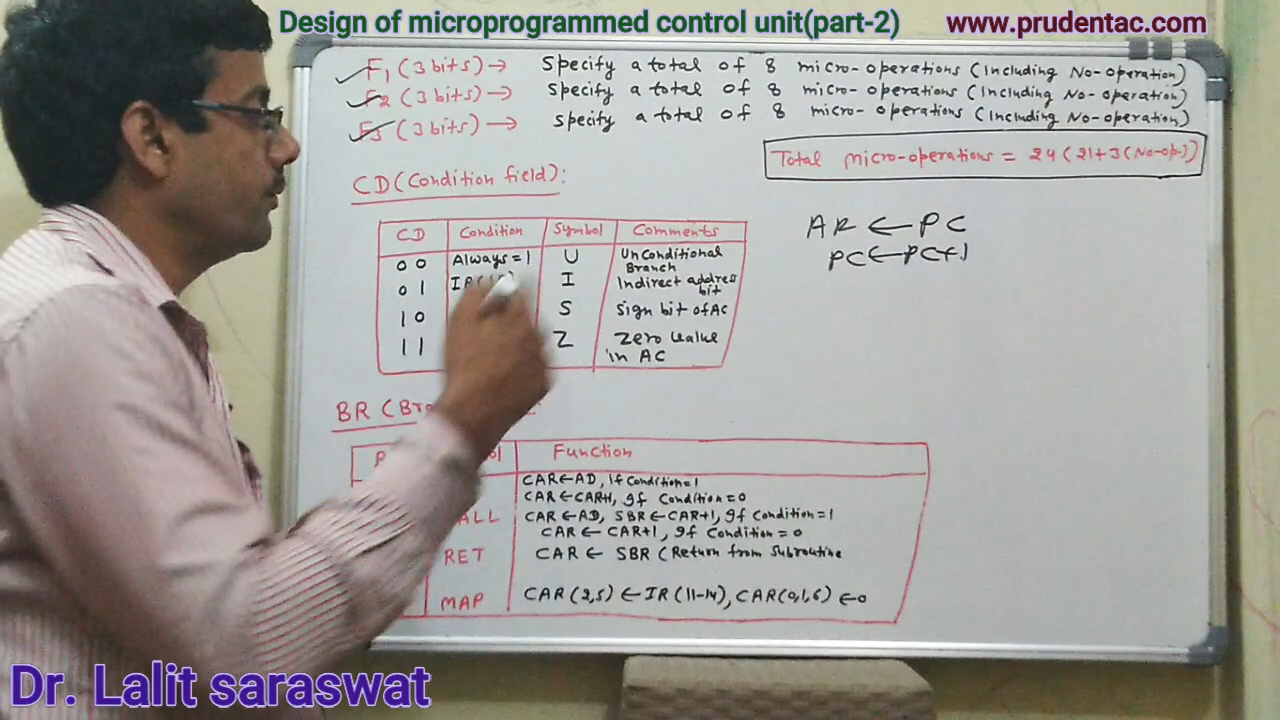 Design of microprogrammed control unit(part-2) www.prudentac.com
F1 (3 bits) → Specify a total of 8 micro-operations (Including No-operation)
F2 (3 bits) → Specify a total of 8 micro-operations (Including No-operation)
F3 (3 bits) → Specify a total of 8 micro-operations (Including No-operation)
Total micro-operations = 24 (21+3 (No-op.))
CD (Condition field):
AR ← PC
PC ← PC+1
CD Condition Symbol Comments
00 Always = 1 U Unconditional Branch
01 I Indirect address bit
10 S Sign bit of AC
11 Z Zero value in AC
BR (
Function
CAR ← AD, if Condition = 1
CAR ← CAR+1, if Condition = 0
CAR ← AD, SBR ← CAR+1, if Condition = 1
CAR ← CAR+1, if Condition = 0
RET CAR ← SBR (Return from Subroutine
MAP CAR(2,5) ← IR(11-14), CAR(0,1,6) ← 0
Dr. Lalit saraswat